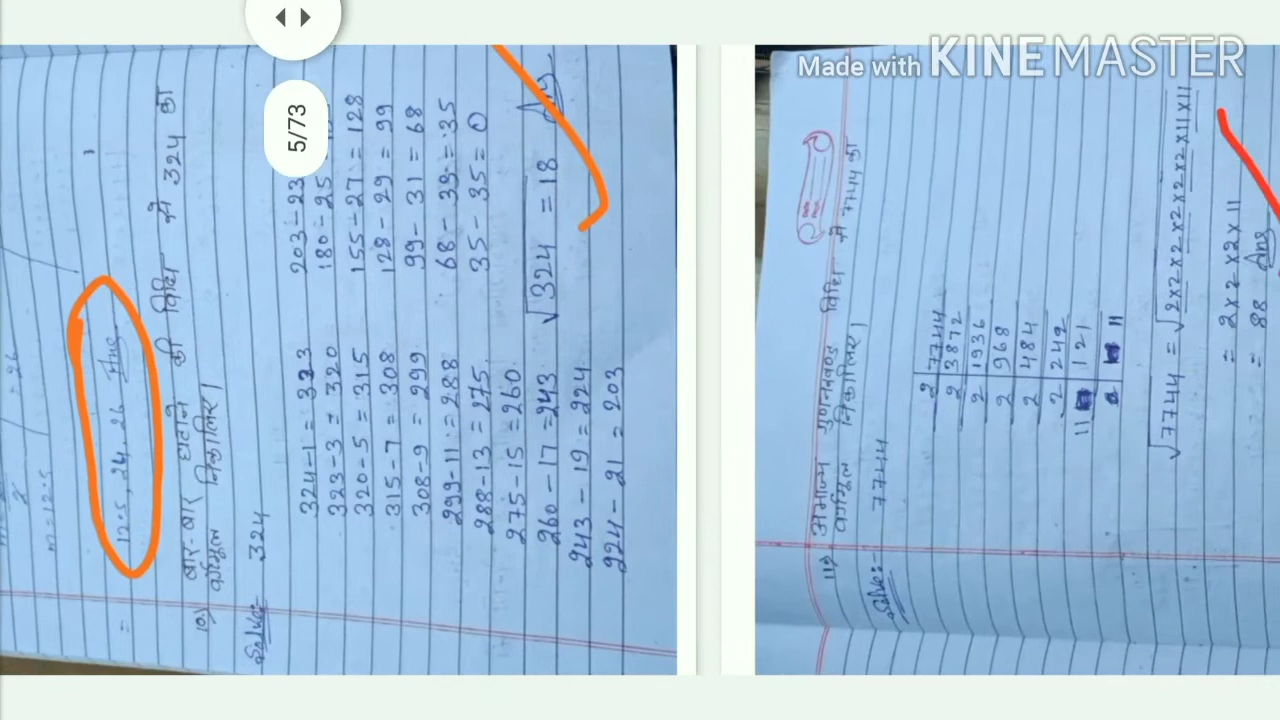 Made with KINEMASTER
5/73
m = 12.5
= 12.5, 24, 26 Ans
10.) बार-बार घटाने की विधि से 324 का
वर्गमूल निकालिए।
Solve:- 324
324-1 = 323
323-3 = 320
320-5 = 315
315-7 = 308
308-9 = 299
299-11 = 288
288-13 = 275
275-15 = 260
260-17 = 243
243-19 = 224
224-21 = 203
203-23
180-25
155-27 = 128
128-29 = 99
99-31 = 68
68-33 = 35
35-35 = 0
√324 = 18 Ans
11) अभाज्य गुणनखण्ड विधि से 7744 का
वर्गमूल निकालिए।
Solve:- 7744
2 7744
2 3872
2 1936
2 968
2 484
2 242
11 121
11
√7744 = √2×2×2×2×2×2×11×11
= 2×2×2×11
= 88 Ans